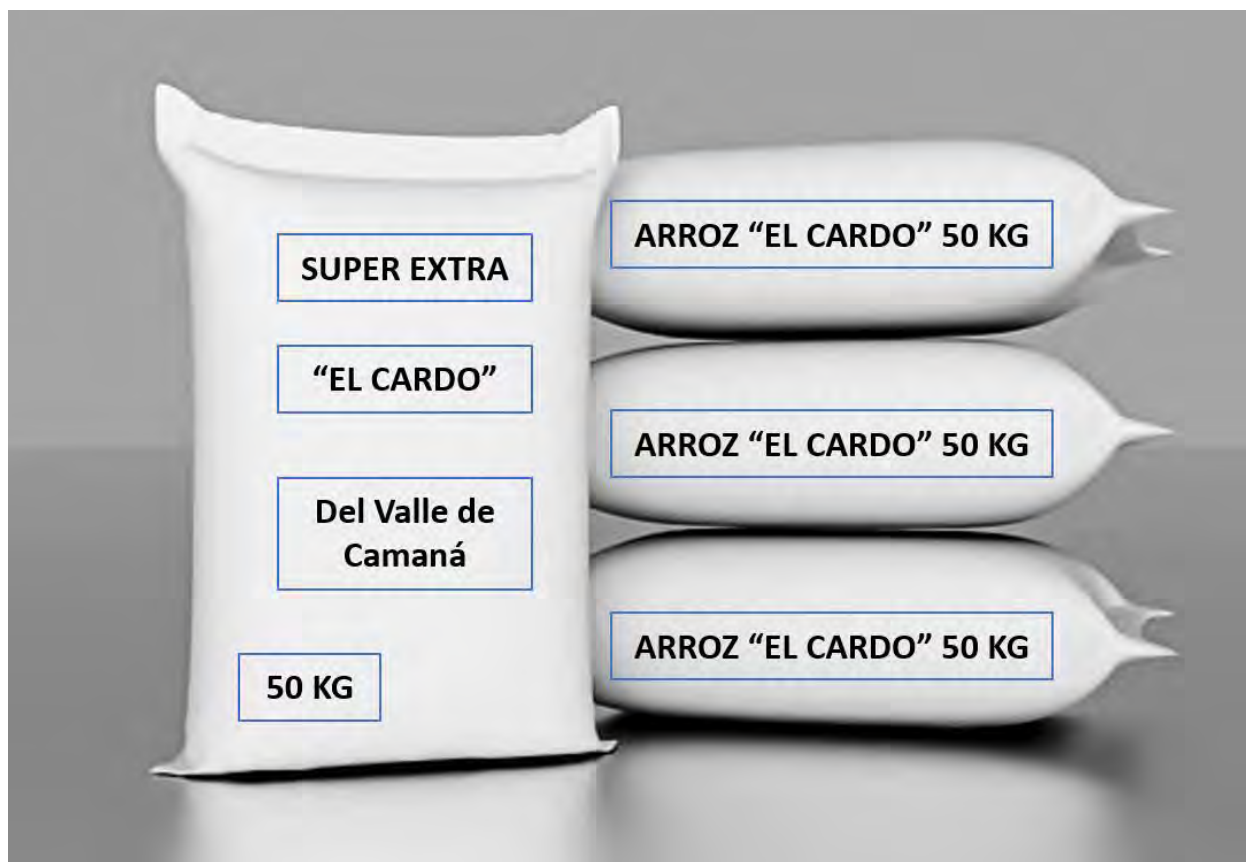 SUPER EXTRA
“EL CARDO”
Del Valle de
Camaná
50 KG
ARROZ “EL CARDO” 50 KG
ARROZ “EL CARDO” 50 KG
ARROZ “EL CARDO” 50 KG